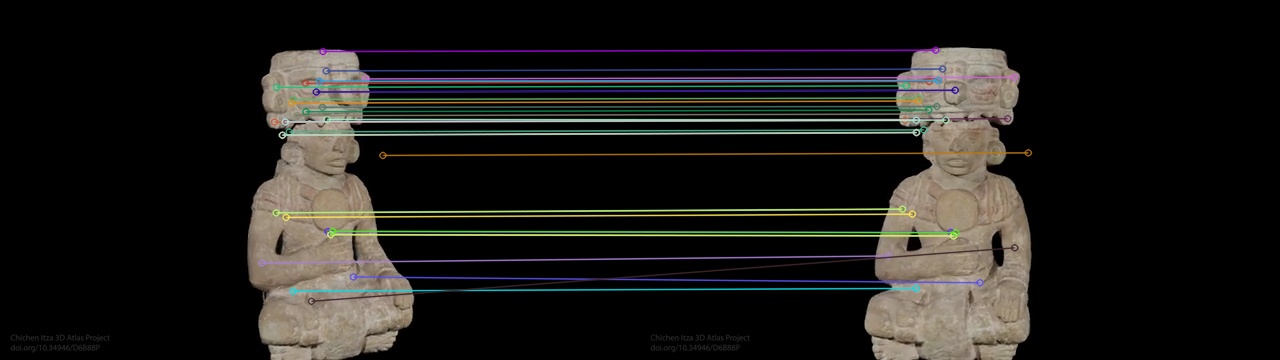 Chichen Itza 3D Atlas Project
doi.org/10.34946/D6B88P
Chichen Itza 3D Atlas Project
doi.org/10.34946/D6B88P